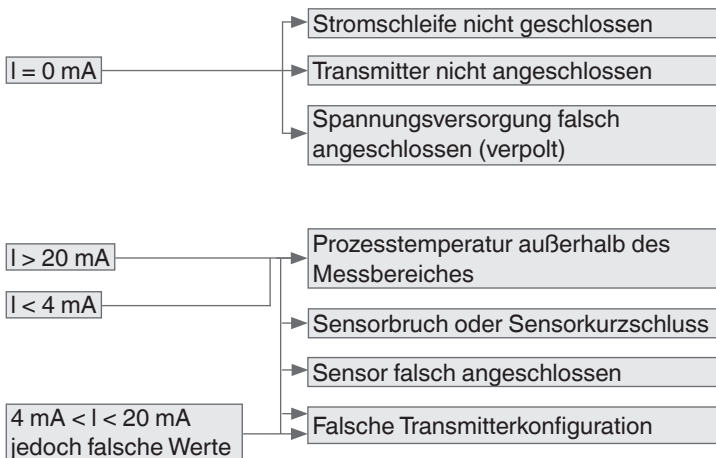 Stromschleife nicht geschlossen
I = 0 mA
Transmitter nicht angeschlossen
Spannungsversorgung falsch
angeschlossen (verpolt)
I > 20 mA
Prozesstemperatur außerhalb des
Messbereiches
I < 4 mA
Sensorbruch oder Sensorkurzschluss
Sensor falsch angeschlossen
4 mA < I < 20 mA
jedoch falsche Werte
Falsche Transmitterkonfiguration